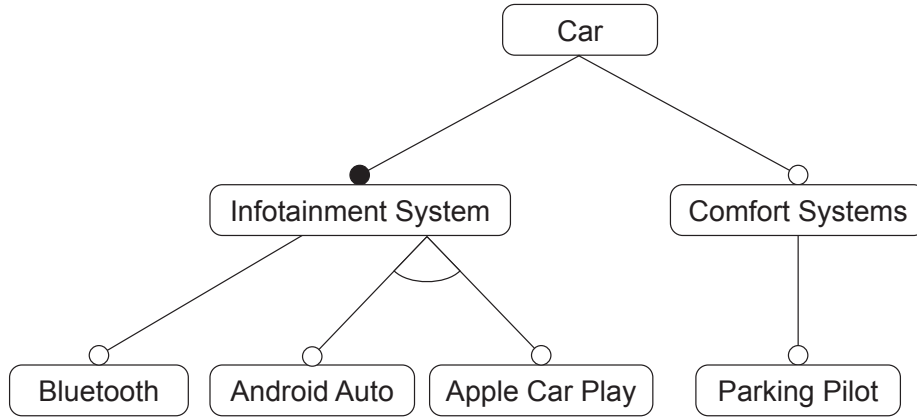 Car
Infotainment System
Comfort Systems
Bluetooth
Android Auto
Apple Car Play
Parking Pilot